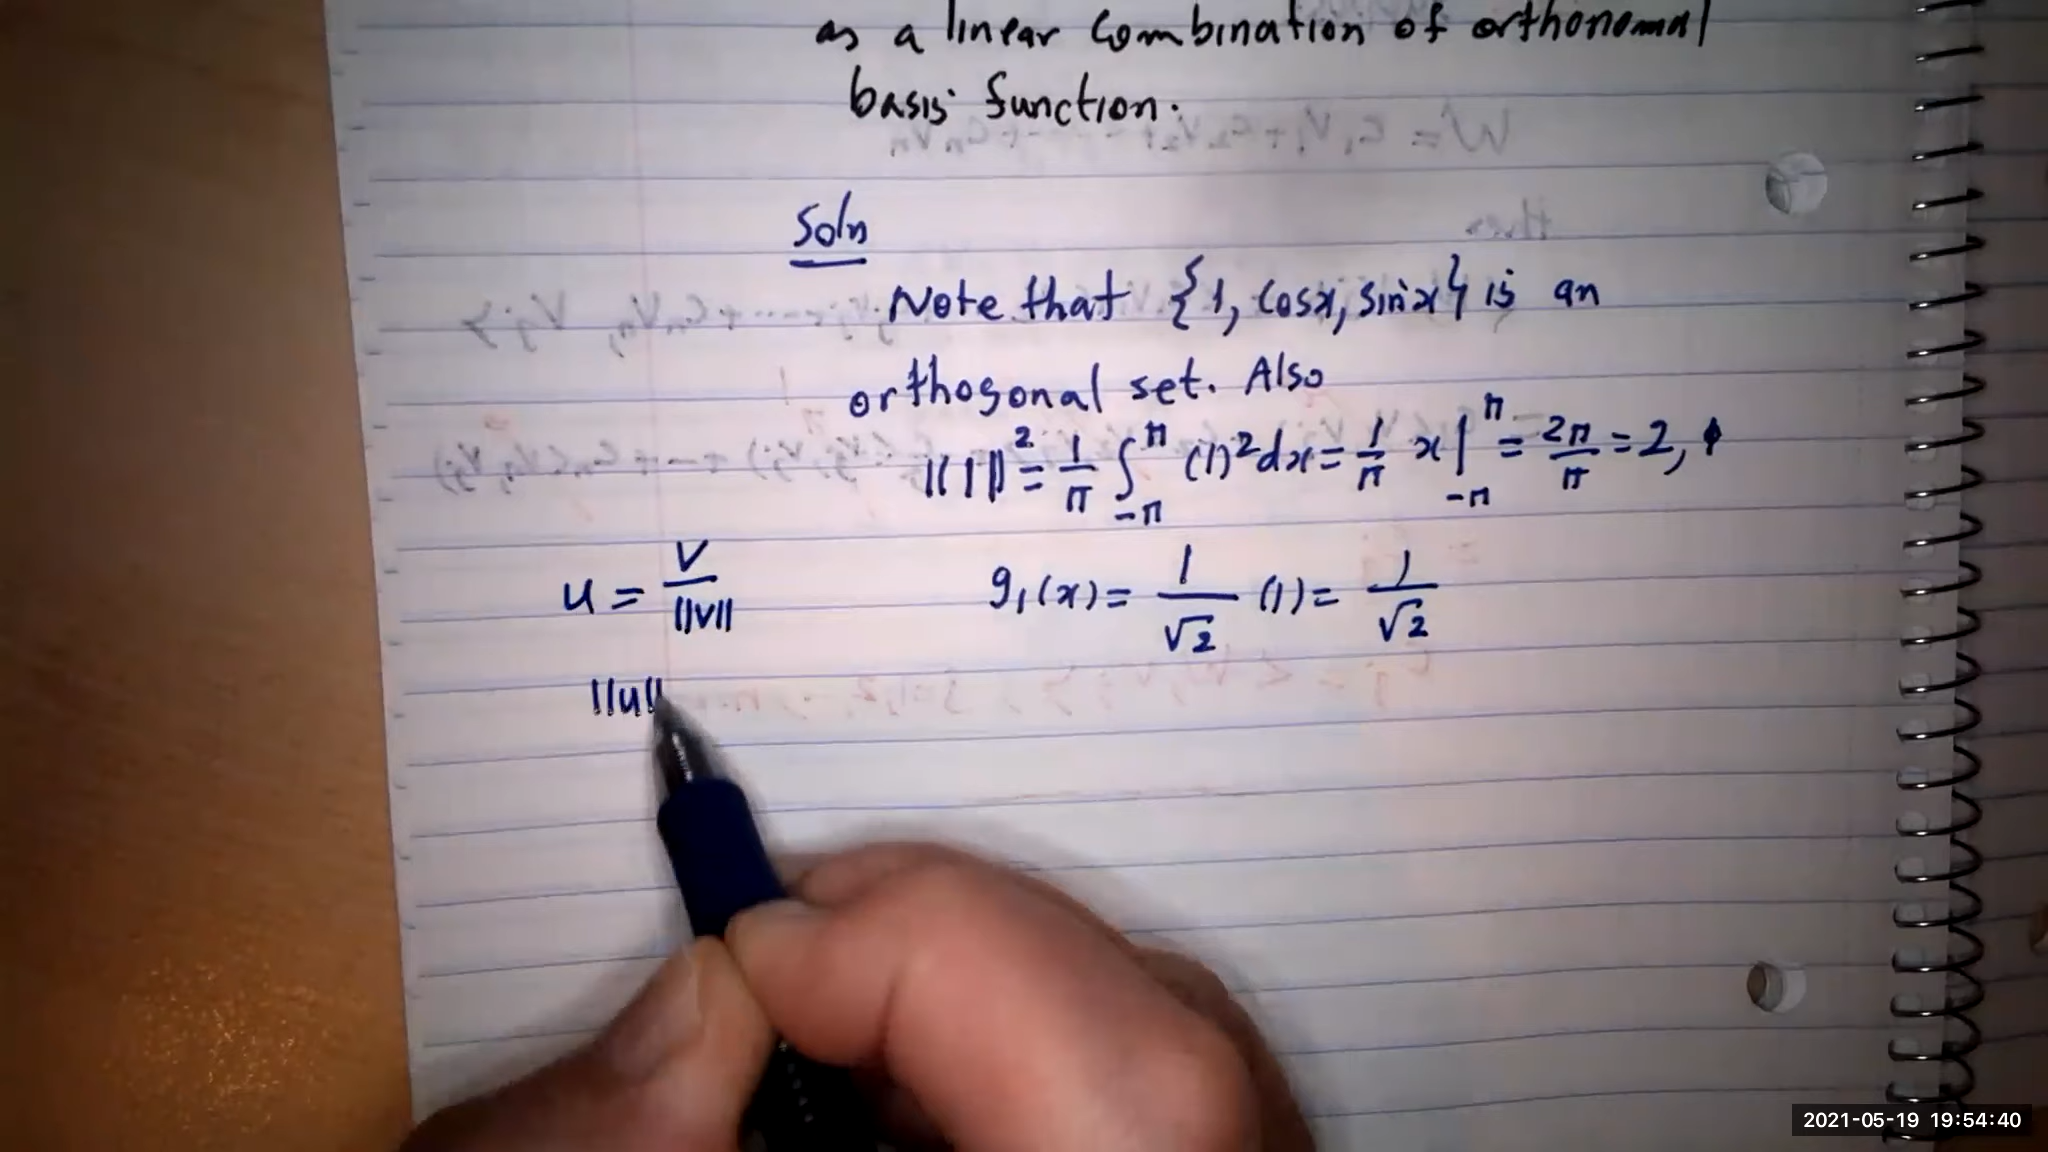 as a linear combination of orthonomal
basis function.
Soln
Note that {1, cosx, sinx} is an
orthogonal set. Also
||1||² = 1/π ∫_{-π}^{π} (1)² dx = 1/π x|_{-π}^{π} = 2π/π = 2,
u = v/||v||
g₁(x) = 1/√2 (1) = 1/√2
||u||
2021-05-19 19:54:40